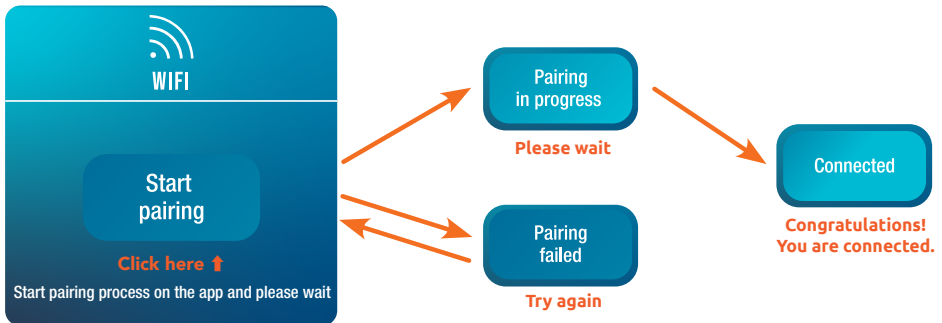 WIFI
Start
pairing
Click here ⬆
Start pairing process on the app and please wait
Pairing
in progress
Please wait
Pairing
failed
Try again
Connected
Congratulations!
You are connected.